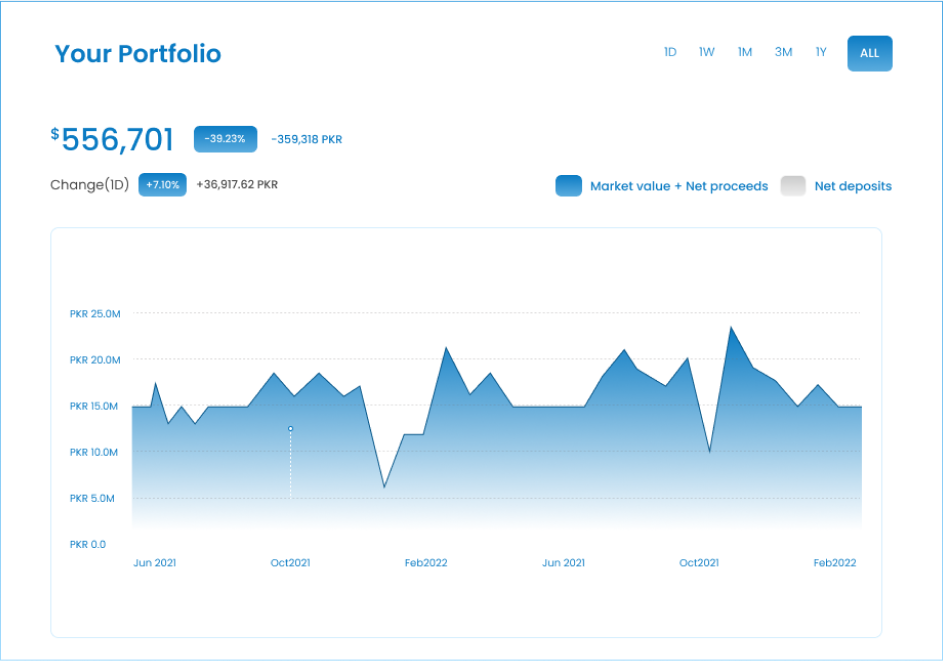 Your Portfolio
1D 1W 1M 3M 1Y ALL
$556,701 -39.23% -359,318 PKR
Change(1D) +7.10% +36,917.62 PKR
Market value + Net proceeds Net deposits
PKR 25.0M
PKR 20.0M
PKR 15.0M
PKR 10.0M
PKR 5.0M
PKR 0.0
Jun 2021 Oct2021 Feb2022 Jun 2021 Oct2021 Feb2022